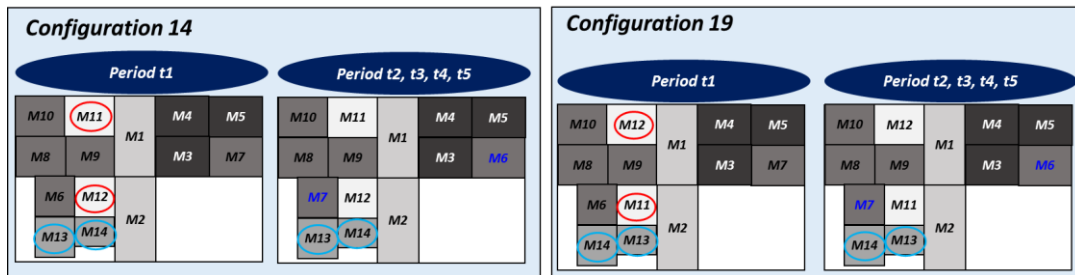 Configuration 14
Period t1
Period t2, t3, t4, t5
M10 M11 M1 M4 M5
M8 M9 M3 M7
M6 M12 M2
M13 M14
M10 M11 M1 M4 M5
M8 M9 M3 M6
M7 M12 M2
M13 M14
Configuration 19
Period t1
Period t2, t3, t4, t5
M10 M12 M1 M4 M5
M8 M9 M3 M7
M6 M11 M2
M14 M13
M10 M12 M1 M4 M5
M8 M9 M3 M6
M7 M11 M2
M14 M13